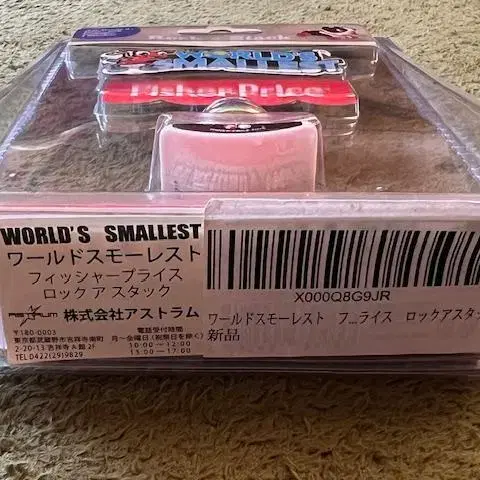 WORLD'S
SMALLEST
Fisher-Price
WORLD'S SMALLEST
ワールドスモーレスト
フィッシャープライス
ロック ア スタック
ASTRUM 株式会社アストラム
〒180-0003
東京都武蔵野市吉祥寺南町
2-20-13 吉祥寺A館 2F
TEL0422(29)9829
電話受付時間
月〜金曜日(祝祭日を除く)
10:00〜12:00
13:00〜17:00
X000Q8G9JR
ワールドスモーレスト フ...ライス ロックアスタッ
新品